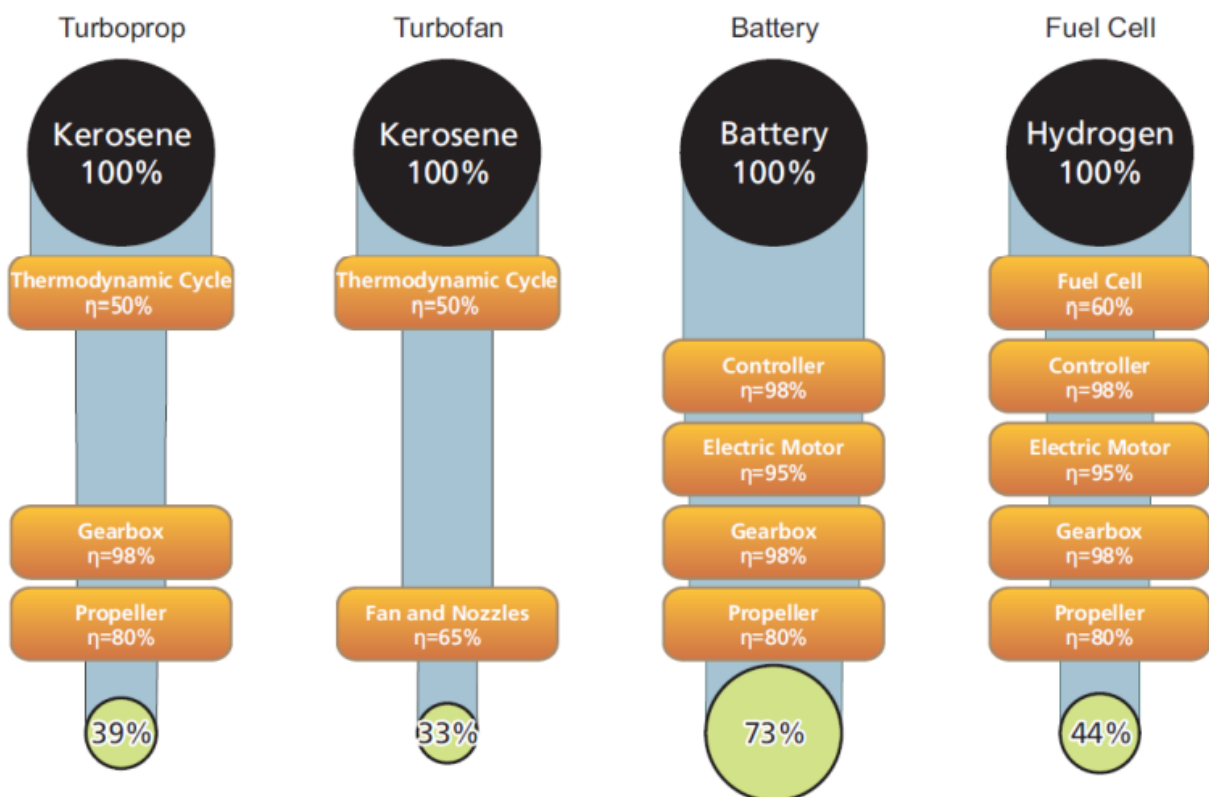 Turboprop
Turbofan
Battery
Fuel Cell
Kerosene
100%
Kerosene
100%
Battery
100%
Hydrogen
100%
Thermodynamic Cycle
η=50%
Thermodynamic Cycle
η=50%
Fuel Cell
η=60%
Controller
η=98%
Controller
η=98%
Electric Motor
η=95%
Electric Motor
η=95%
Gearbox
η=98%
Gearbox
η=98%
Gearbox
η=98%
Propeller
η=80%
Fan and Nozzles
η=65%
Propeller
η=80%
Propeller
η=80%
39%
33%
73%
44%